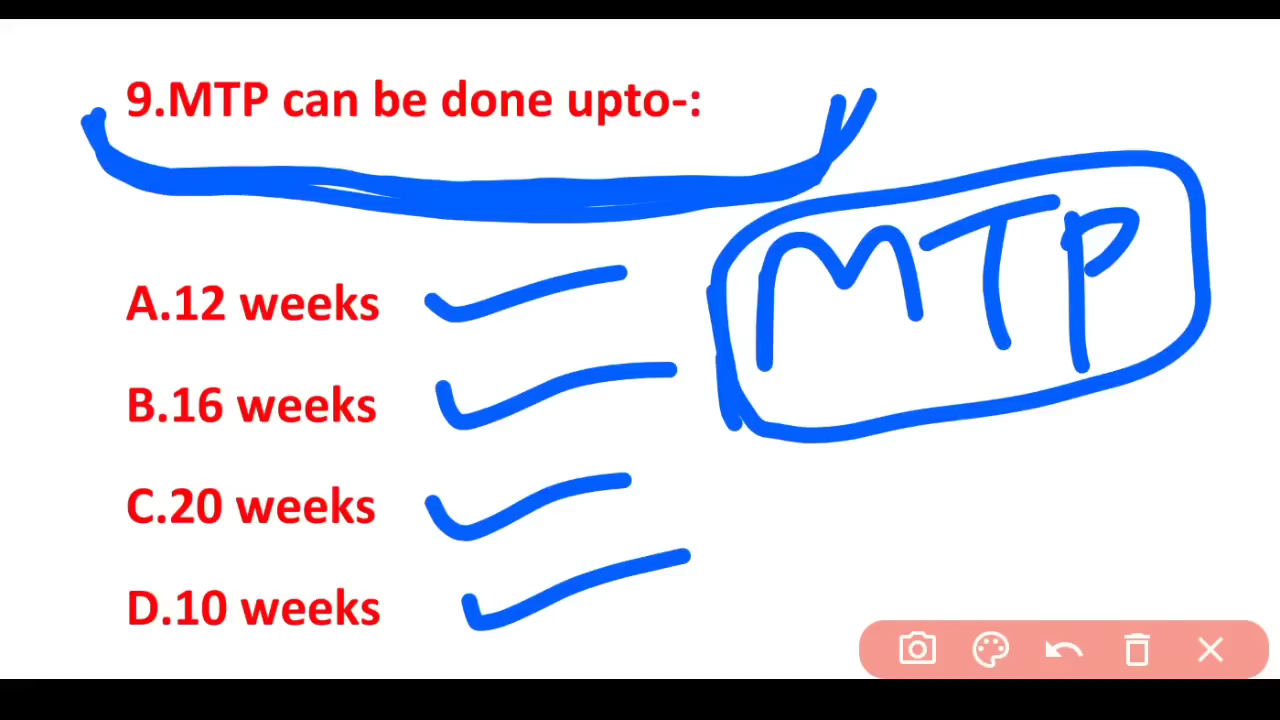 9.MTP can be done upto-:
MTP
A.12 weeks
B.16 weeks
C.20 weeks
D.10 weeks